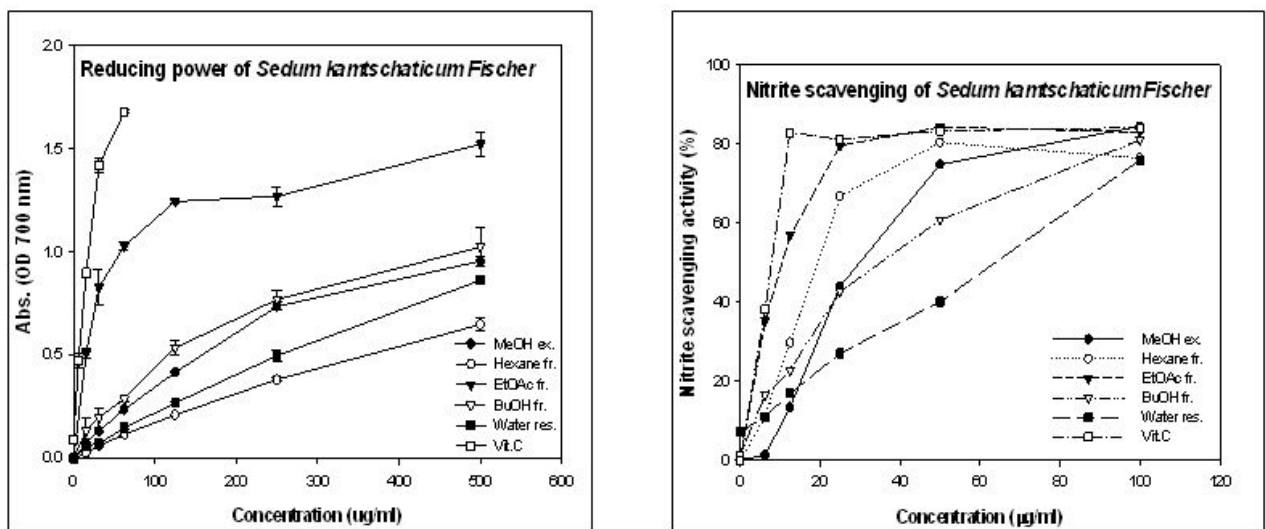 Reducing power of Sedum kamtschaticum Fischer
Abs. (OD 700 nm)
2.0
1.5
1.0
0.5
0.0
MeOH ex.
Hexane fr.
EtOAc fr.
BuOH fr.
Water res.
Vit.C
0 100 200 300 400 500 600
Concentration (ug/ml)
Nitrite scavenging of Sedum kamtschaticum Fischer
Nitrite scavenging activity (%)
100
80
60
40
20
0
MeOH ex.
Hexane fr.
EtOAc fr.
BuOH fr.
Water res.
Vit.C
0 20 40 60 80 100 120
Concentration (µg/ml)